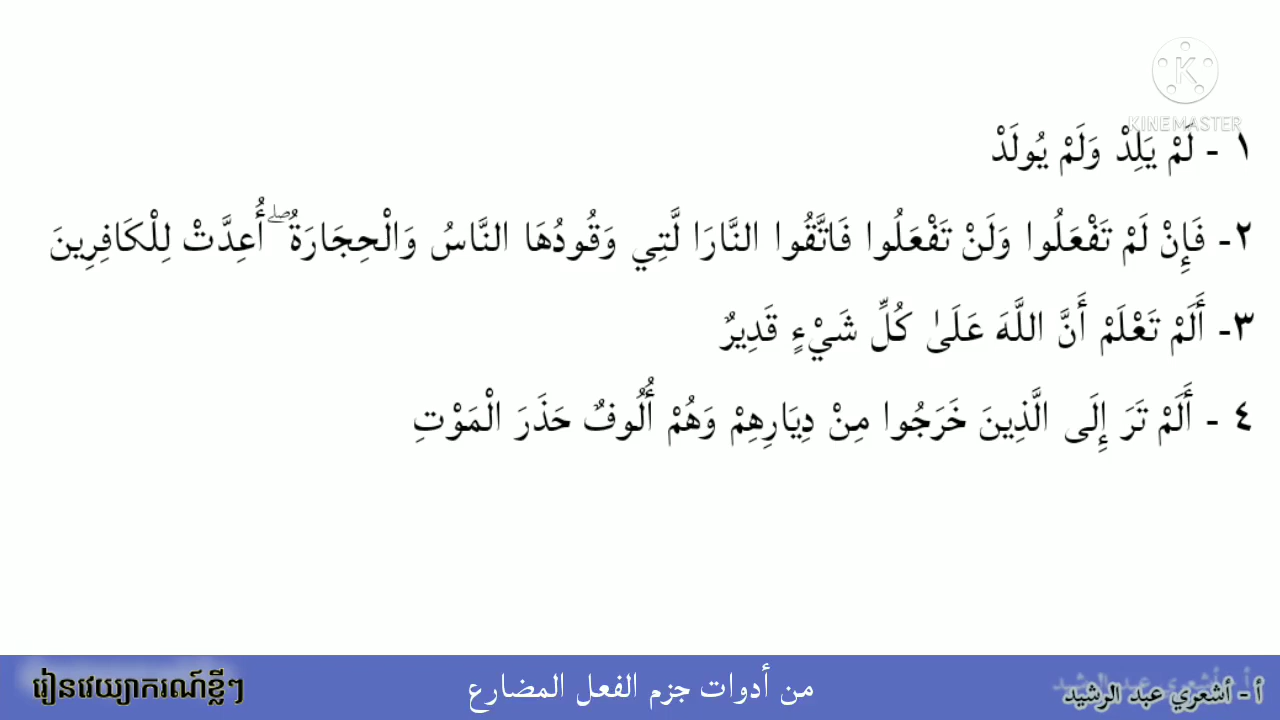 KINEMASTER
١ - لَمْ يَلِدْ وَلَمْ يُولَدْ
٢- فَإِنْ لَمْ تَفْعَلُوا وَلَنْ تَفْعَلُوا فَاتَّقُوا النَّارَا لَّتِي وَقُودُهَا النَّاسُ وَالْحِجَارَةُ ۖ أُعِدَّتْ لِلْكَافِرِينَ
٣- أَلَمْ تَعْلَمْ أَنَّ اللَّهَ عَلَىٰ كُلِّ شَيْءٍ قَدِيرٌ
٤ - أَلَمْ تَرَ إِلَى الَّذِينَ خَرَجُوا مِنْ دِيَارِهِمْ وَهُمْ أُلُوفٌ حَذَرَ الْمَوْتِ
រៀនវេយ្យាករណ៍ខ្លីៗ
من أدوات جزم الفعل المضارع
أ - أشعري عبد الرشيد